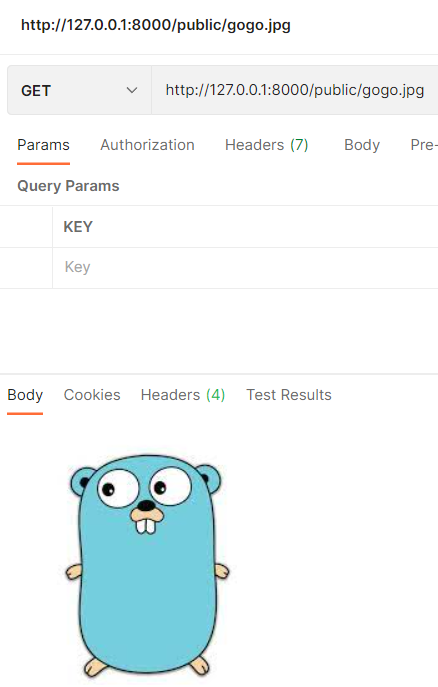 http://127.0.0.1:8000/public/gogo.jpg
GET http://127.0.0.1:8000/public/gogo.jpg
Params Authorization Headers (7) Body Pre-
Query Params
KEY
Key
Body Cookies Headers (4) Test Results